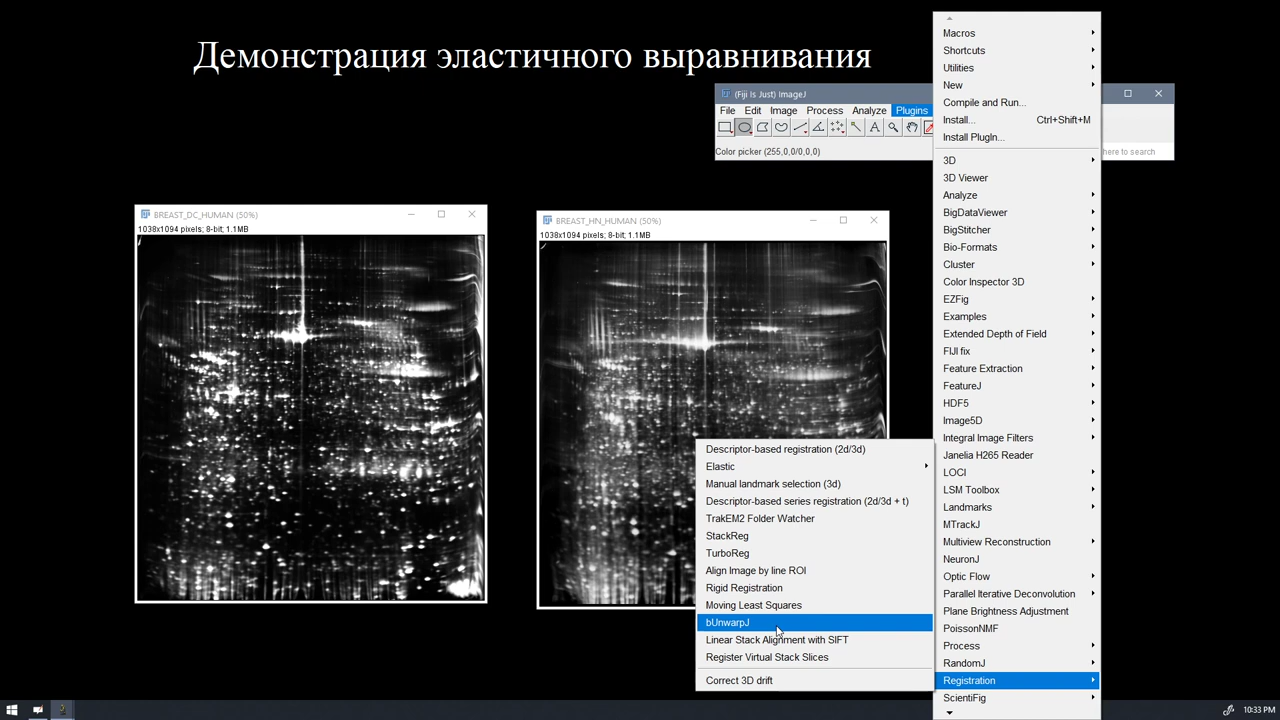 Демонстрация эластичного выравнивания
(Fiji Is Just) ImageJ
File Edit Image Process Analyze Plugins
Color picker (255,0,0/0,0,0)
here to search
BREAST_DC_HUMAN (50%)
1038x1094 pixels; 8-bit; 1.1MB
BREAST_HN_HUMAN (50%)
1038x1094 pixels; 8-bit; 1.1MB
Macros
Shortcuts
Utilities
New
Compile and Run...
Install... Ctrl+Shift+M
Install PlugIn...
3D
3D Viewer
Analyze
BigDataViewer
BigStitcher
Bio-Formats
Cluster
Color Inspector 3D
EZFig
Examples
Extended Depth of Field
FIJI fix
Feature Extraction
FeatureJ
HDF5
Image5D
Integral Image Filters
Janelia H265 Reader
LOCI
LSM Toolbox
Landmarks
MTrackJ
Multiview Reconstruction
NeuronJ
Optic Flow
Parallel Iterative Deconvolution
Plane Brightness Adjustment
PoissonNMF
Process
RandomJ
Registration
ScientiFig
Descriptor-based registration (2d/3d)
Elastic
Manual landmark selection (3d)
Descriptor-based series registration (2d/3d + t)
TrakEM2 Folder Watcher
StackReg
TurboReg
Align Image by line ROI
Rigid Registration
Moving Least Squares
bUnwarpJ
Linear Stack Alignment with SIFT
Register Virtual Stack Slices
Correct 3D drift
10:33 PM